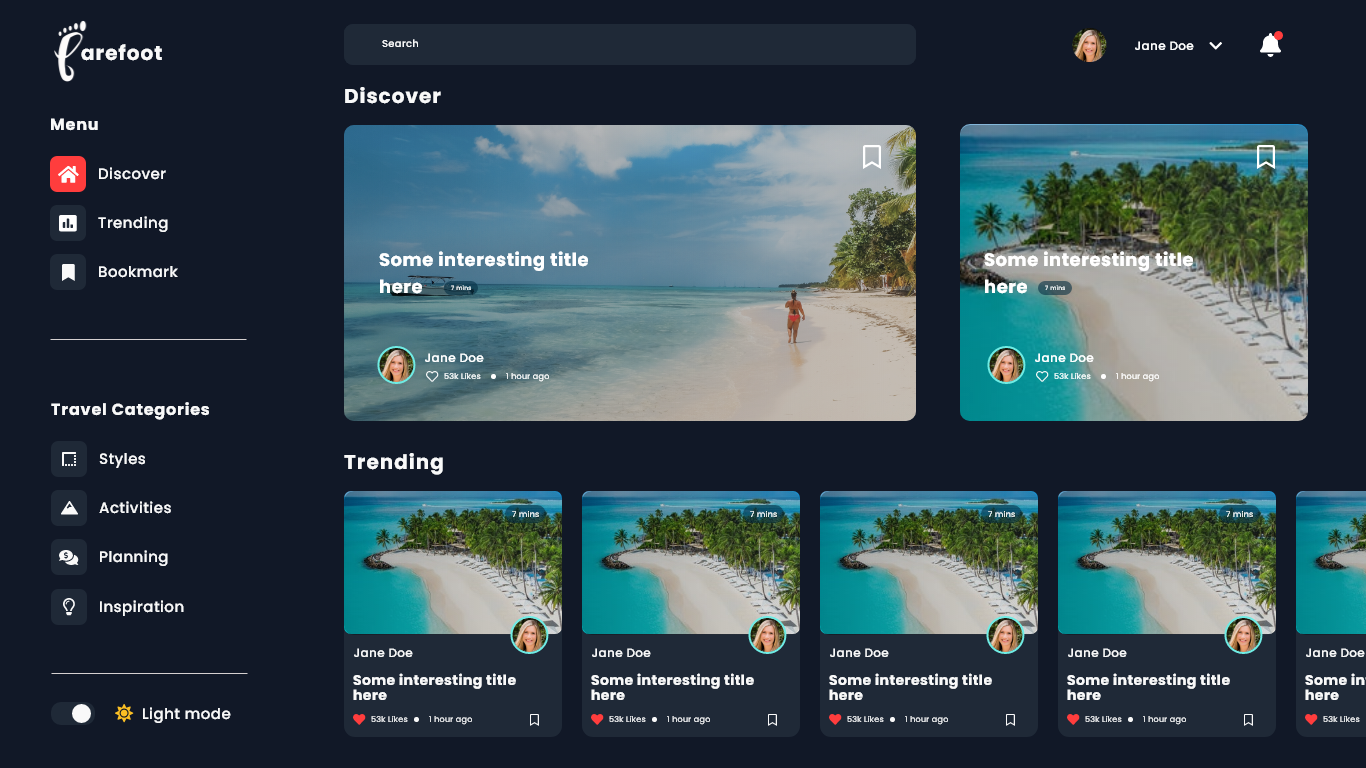 arefoot
Search
Jane Doe
Menu
Discover
Trending
Bookmark
Travel Categories
Styles
Activities
Planning
Inspiration
Light mode
Discover
Some interesting title
here 7 mins
Jane Doe
53k Likes 1 hour ago
Some interesting title
here 7 mins
Jane Doe
53k Likes 1 hour ago
Trending
7 mins
Jane Doe
Some interesting title
here
53k Likes 1 hour ago
7 mins
Jane Doe
Some interesting title
here
53k Likes 1 hour ago
7 mins
Jane Doe
Some interesting title
here
53k Likes 1 hour ago
7 mins
Jane Doe
Some interesting title
here
53k Likes 1 hour ago
Jane Doe
Some in
here
53k Likes